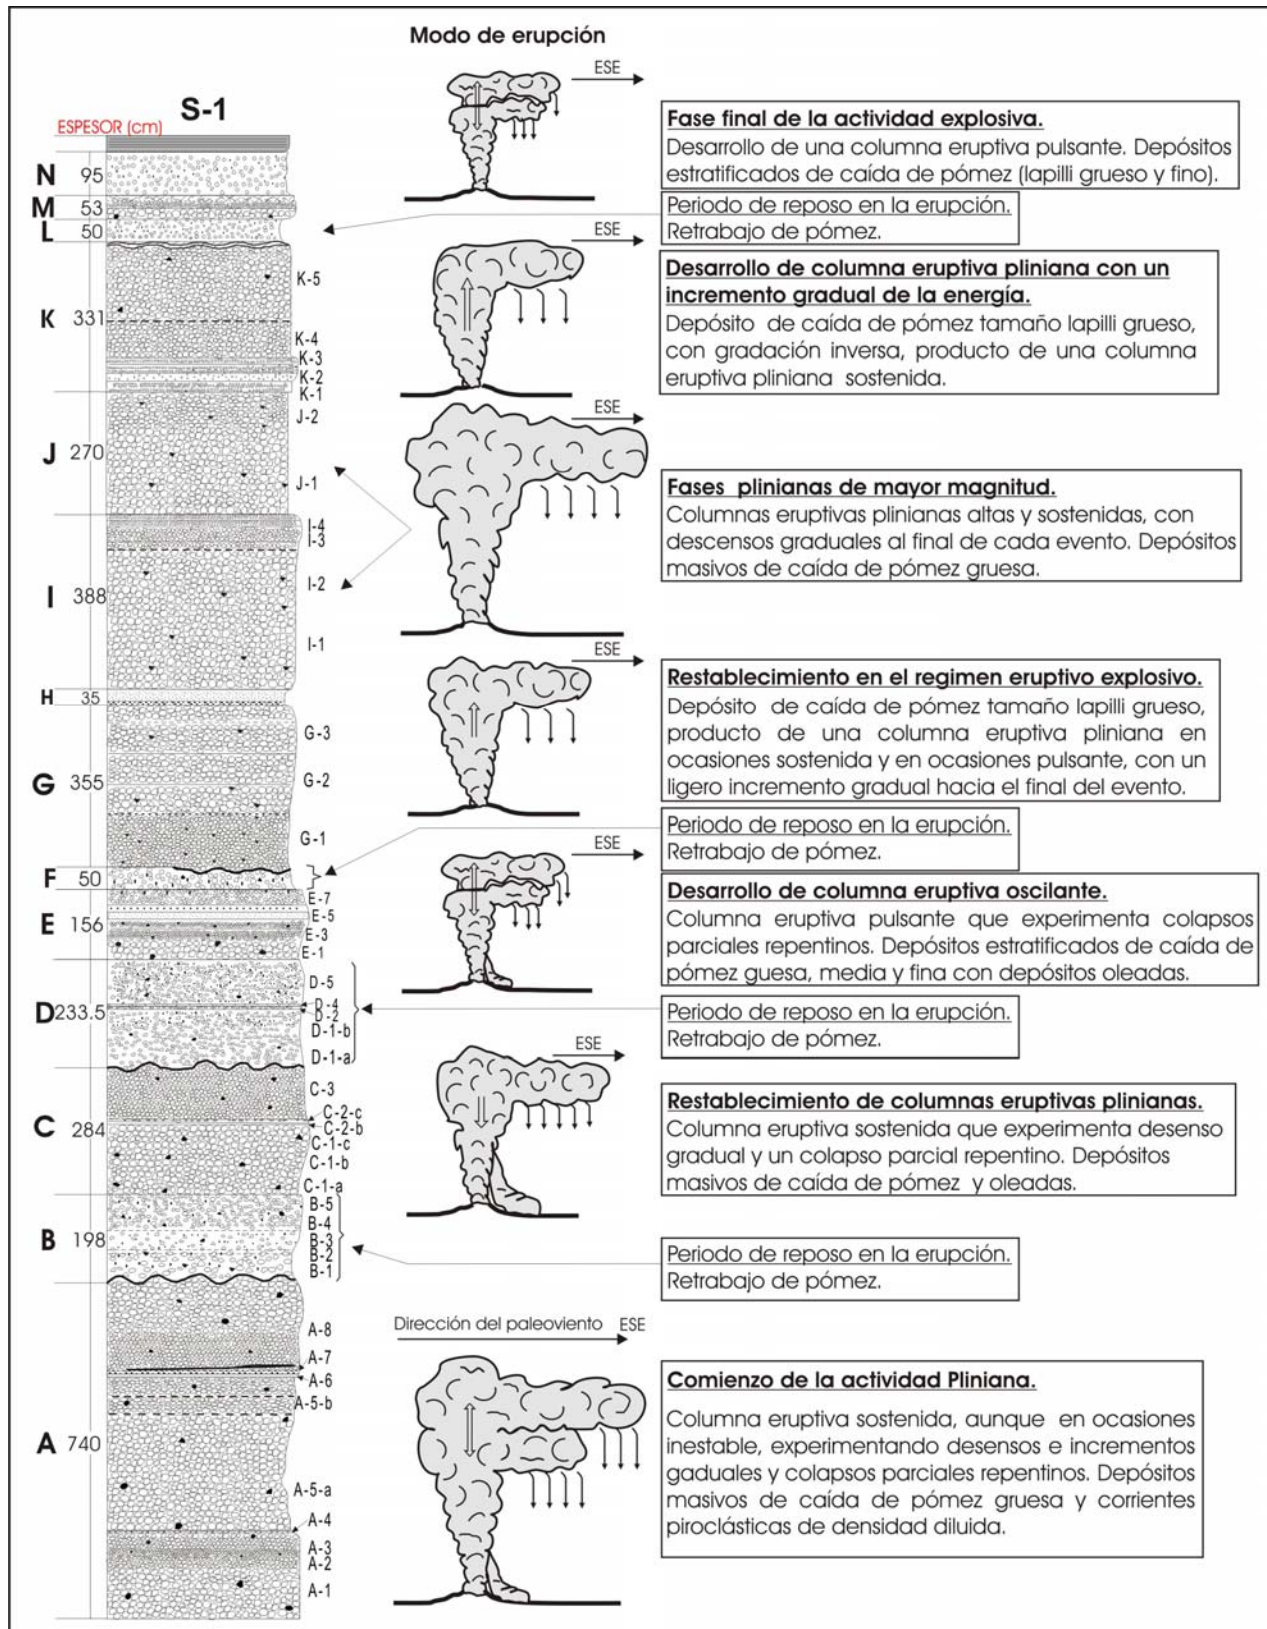 Modo de erupción
S-1
ESPESOR (cm)
N 95
M 53
L 50
K 331
K-5
K-4
K-3
K-2
K-1
J 270
J-2
J-1
I 388
I-4
I-3
I-2
I-1
H 35
G 355
G-3
G-2
G-1
F 50
E 156
E-7
E-5
E-3
E-1
D 233.5
D-5
D-4
D-2
D-1-b
D-1-a
C 284
C-3
C-2-c
C-2-b
C-1-c
C-1-b
C-1-a
B 198
B-5
B-4
B-3
B-2
B-1
A 740
A-8
A-7
A-6
A-5-b
A-5-a
A-4
A-3
A-2
A-1
ESE
Fase final de la actividad explosiva.
Desarrollo de una columna eruptiva pulsante. Depósitos
estratificados de caída de pómez (lapilli grueso y fino).
Periodo de reposo en la erupción.
Retrabajo de pómez.
ESE
Desarrollo de columna eruptiva pliniana con un
incremento gradual de la energía.
Depósito de caída de pómez tamaño lapilli grueso,
con gradación inversa, producto de una columna
eruptiva pliniana sostenida.
ESE
Fases plinianas de mayor magnitud.
Columnas eruptivas plinianas altas y sostenidas, con
descensos graduales al final de cada evento. Depósitos
masivos de caída de pómez gruesa.
ESE
Restablecimiento en el regimen eruptivo explosivo.
Depósito de caída de pómez tamaño lapilli grueso,
producto de una columna eruptiva pliniana en
ocasiones sostenida y en ocasiones pulsante, con un
ligero incremento gradual hacia el final del evento.
Periodo de reposo en la erupción.
Retrabajo de pómez.
ESE
Desarrollo de columna eruptiva oscilante.
Columna eruptiva pulsante que experimenta colapsos
parciales repentinos. Depósitos estratificados de caída de
pómez guesa, media y fina con depósitos oleadas.
Periodo de reposo en la erupción.
Retrabajo de pómez.
ESE
Restablecimiento de columnas eruptivas plinianas.
Columna eruptiva sostenida que experimenta desenso
gradual y un colapso parcial repentino. Depósitos
masivos de caída de pómez y oleadas.
Periodo de reposo en la erupción.
Retrabajo de pómez.
Dirección del paleoviento ESE
Comienzo de la actividad Pliniana.
Columna eruptiva sostenida, aunque en ocasiones
inestable, experimentando desensos e incrementos
gaduales y colapsos parciales repentinos. Depósitos
masivos de caída de pómez gruesa y corrientes
piroclásticas de densidad diluida.